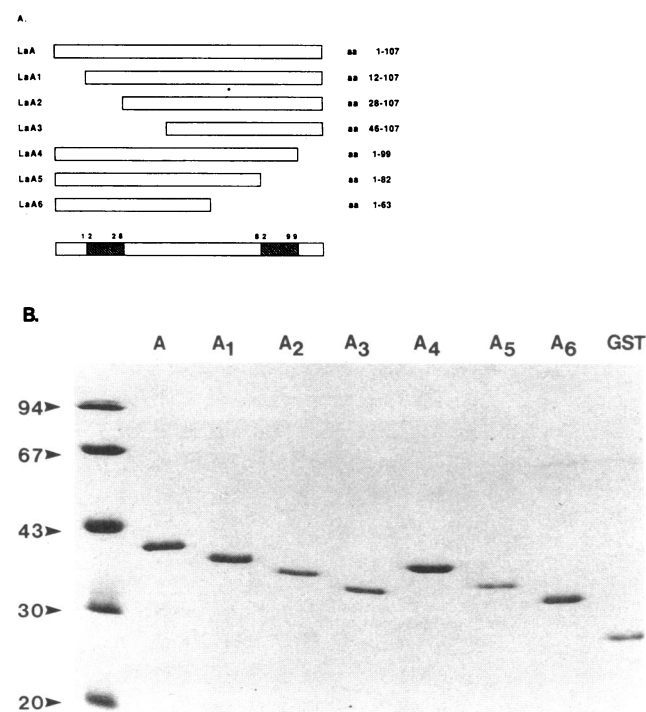 A.
LaA aa 1-107
LaA1 aa 12-107
LaA2 aa 28-107
LaA3 aa 46-107
LaA4 aa 1-99
LaA5 aa 1-82
LaA6 aa 1-63
12 28 82 99
B.
A A1 A2 A3 A4 A5 A6 GST
94
67
43
30
20